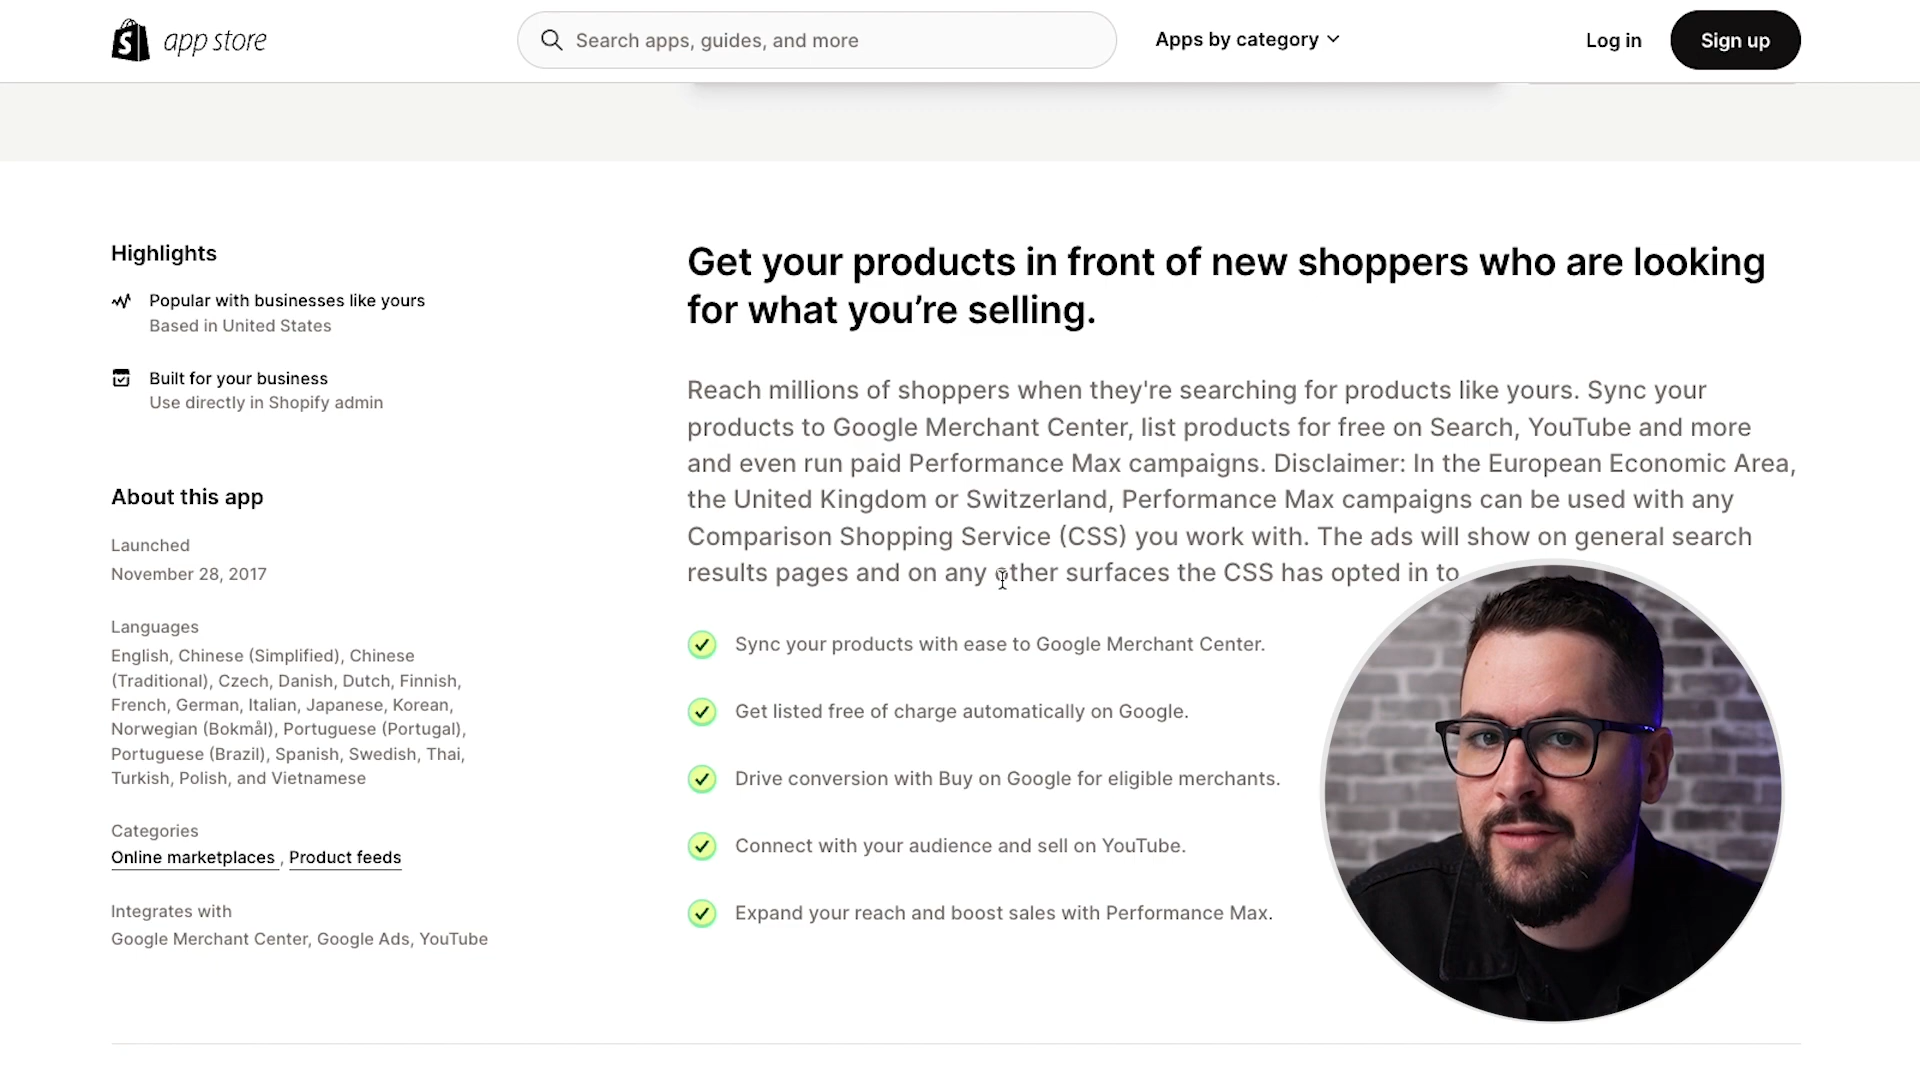 S app store
Search apps, guides, and more
Apps by category
Log in
Sign up
Highlights
Popular with businesses like yours
Based in United States
Built for your business
Use directly in Shopify admin
About this app
Launched
November 28, 2017
Languages
English, Chinese (Simplified), Chinese
(Traditional), Czech, Danish, Dutch, Finnish,
French, German, Italian, Japanese, Korean,
Norwegian (Bokmål), Portuguese (Portugal),
Portuguese (Brazil), Spanish, Swedish, Thai,
Turkish, Polish, and Vietnamese
Categories
Online marketplaces , Product feeds
Integrates with
Google Merchant Center, Google Ads, YouTube
Get your products in front of new shoppers who are looking
for what you’re selling.
Reach millions of shoppers when they're searching for products like yours. Sync your
products to Google Merchant Center, list products for free on Search, YouTube and more
and even run paid Performance Max campaigns. Disclaimer: In the European Economic Area,
the United Kingdom or Switzerland, Performance Max campaigns can be used with any
Comparison Shopping Service (CSS) you work with. The ads will show on general search
results pages and on any other surfaces the CSS has opted in to
Sync your products with ease to Google Merchant Center.
Get listed free of charge automatically on Google.
Drive conversion with Buy on Google for eligible merchants.
Connect with your audience and sell on YouTube.
Expand your reach and boost sales with Performance Max.